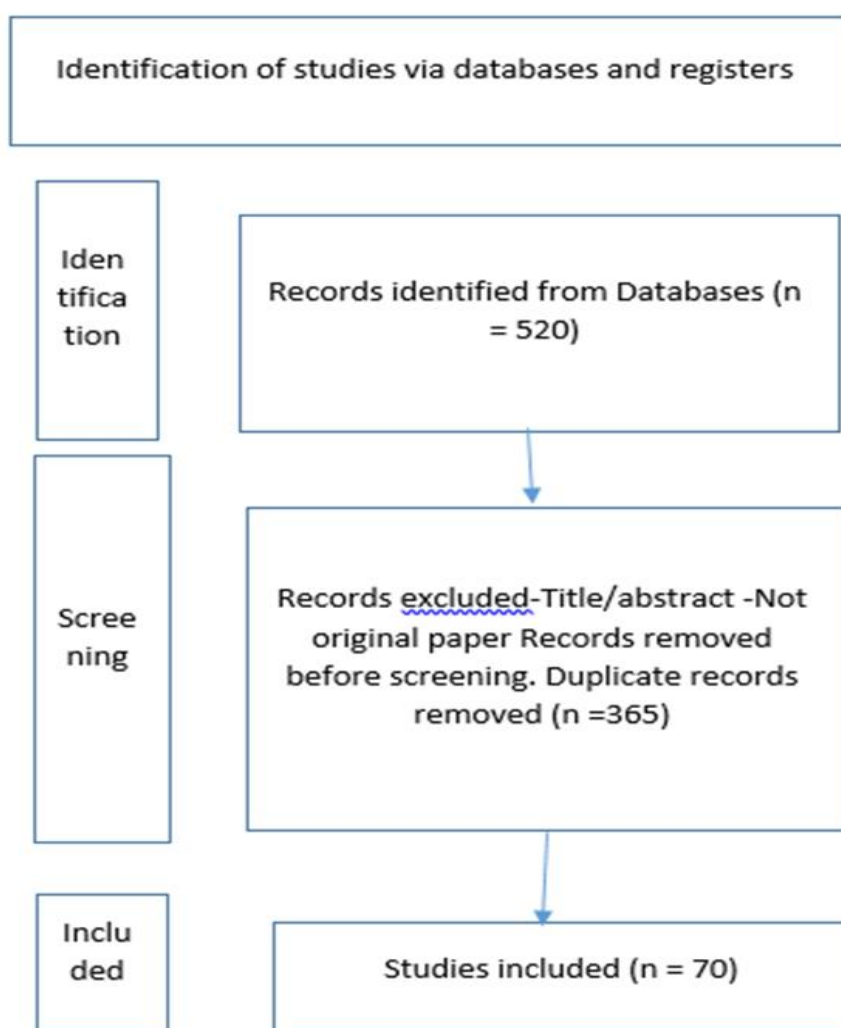 Identification of studies via databases and registers
Iden
tifica
tion
Records identified from Databases (n
= 520)
Scree
ning
Records excluded-Title/abstract -Not
original paper Records removed
before screening. Duplicate records
removed (n =365)
Inclu
ded
Studies included (n = 70)